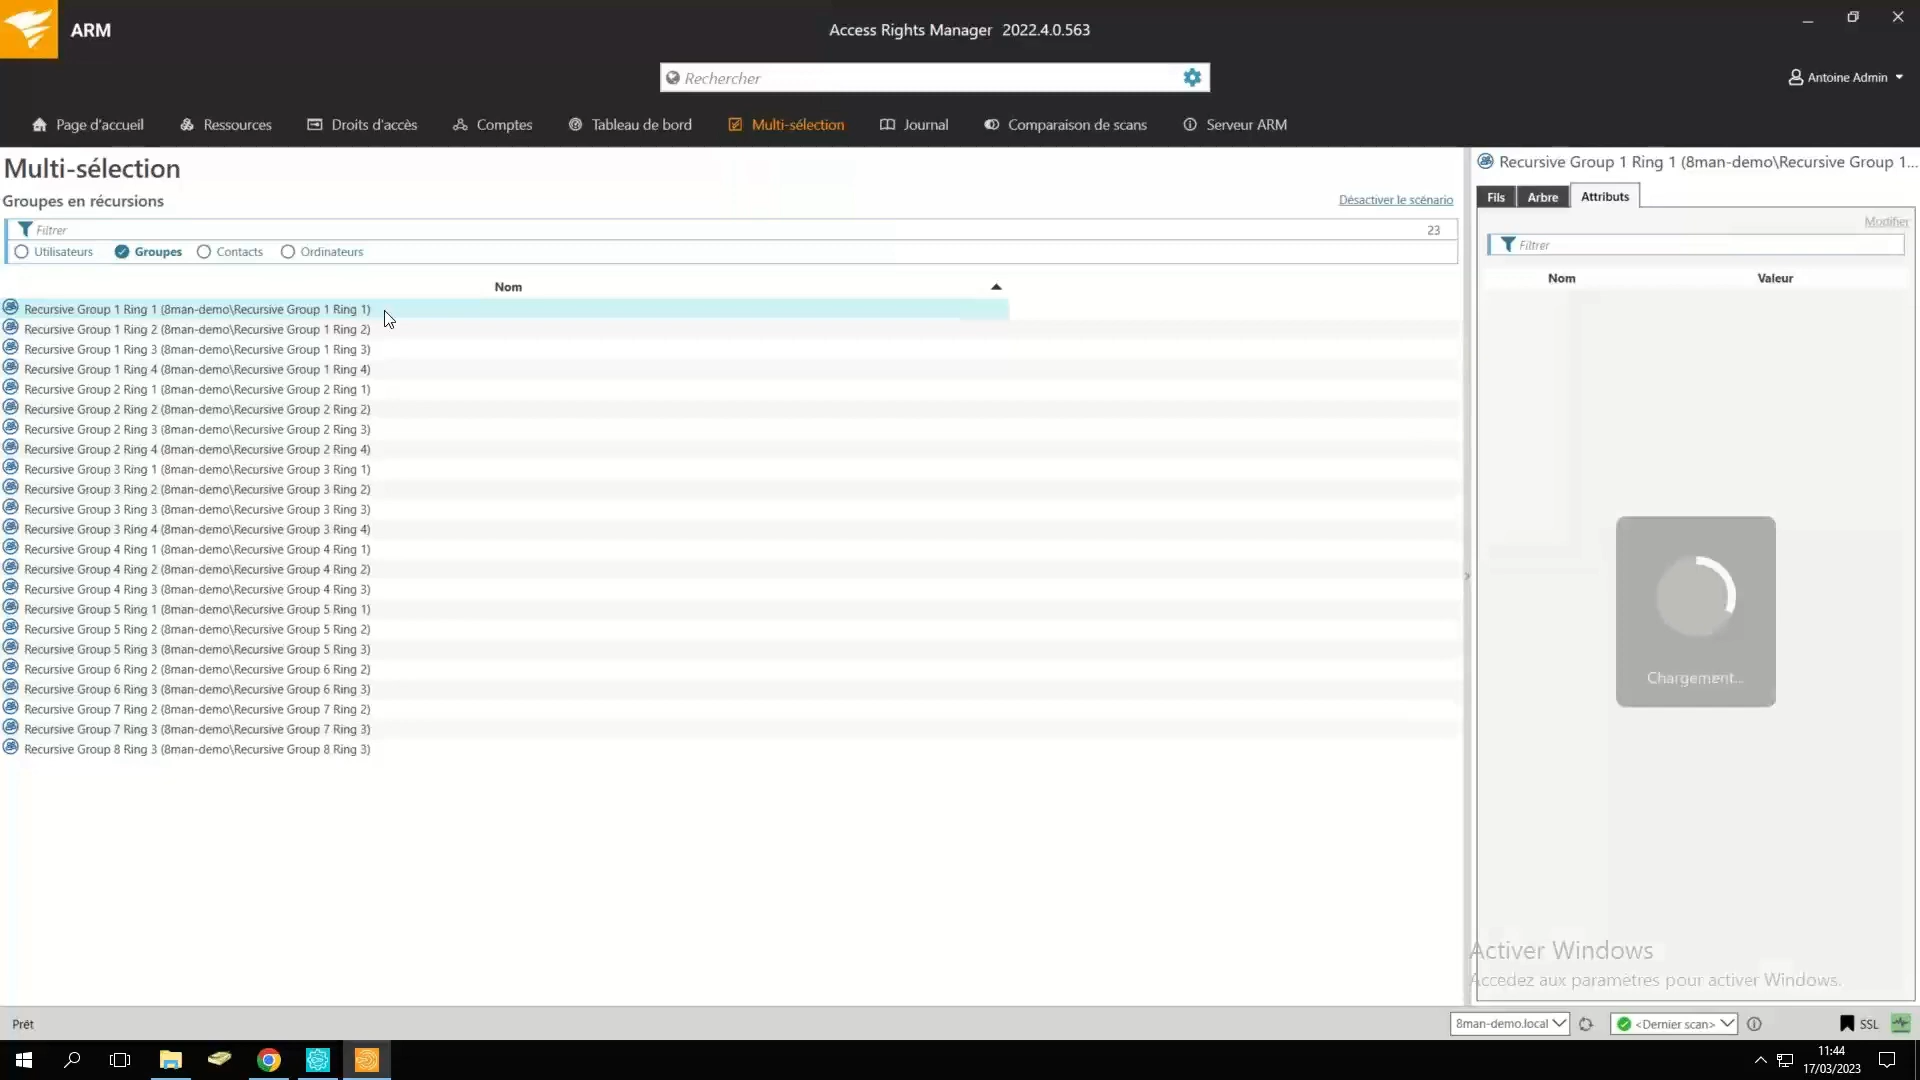 ARM
Access Rights Manager 2022.4.0.563
Rechercher
Antoine Admin
Page d'accueil Ressources Droits d'accès Comptes Tableau de bord Multi-sélection Journal Comparaison de scans Serveur ARM
Multi-sélection
Groupes en récursions
Désactiver le scénario
Filtrer 23
Utilisateurs Groupes Contacts Ordinateurs
Nom
Recursive Group 1 Ring 1 (8man-demo\Recursive Group 1 Ring 1)
Recursive Group 1 Ring 2 (8man-demo\Recursive Group 1 Ring 2)
Recursive Group 1 Ring 3 (8man-demo\Recursive Group 1 Ring 3)
Recursive Group 1 Ring 4 (8man-demo\Recursive Group 1 Ring 4)
Recursive Group 2 Ring 1 (8man-demo\Recursive Group 2 Ring 1)
Recursive Group 2 Ring 2 (8man-demo\Recursive Group 2 Ring 2)
Recursive Group 2 Ring 3 (8man-demo\Recursive Group 2 Ring 3)
Recursive Group 2 Ring 4 (8man-demo\Recursive Group 2 Ring 4)
Recursive Group 3 Ring 1 (8man-demo\Recursive Group 3 Ring 1)
Recursive Group 3 Ring 2 (8man-demo\Recursive Group 3 Ring 2)
Recursive Group 3 Ring 3 (8man-demo\Recursive Group 3 Ring 3)
Recursive Group 3 Ring 4 (8man-demo\Recursive Group 3 Ring 4)
Recursive Group 4 Ring 1 (8man-demo\Recursive Group 4 Ring 1)
Recursive Group 4 Ring 2 (8man-demo\Recursive Group 4 Ring 2)
Recursive Group 4 Ring 3 (8man-demo\Recursive Group 4 Ring 3)
Recursive Group 5 Ring 1 (8man-demo\Recursive Group 5 Ring 1)
Recursive Group 5 Ring 2 (8man-demo\Recursive Group 5 Ring 2)
Recursive Group 5 Ring 3 (8man-demo\Recursive Group 5 Ring 3)
Recursive Group 6 Ring 2 (8man-demo\Recursive Group 6 Ring 2)
Recursive Group 6 Ring 3 (8man-demo\Recursive Group 6 Ring 3)
Recursive Group 7 Ring 2 (8man-demo\Recursive Group 7 Ring 2)
Recursive Group 7 Ring 3 (8man-demo\Recursive Group 7 Ring 3)
Recursive Group 8 Ring 3 (8man-demo\Recursive Group 8 Ring 3)
Recursive Group 1 Ring 1 (8man-demo\Recursive Group 1...
Fils Arbre Attributs
Modifier
Filtrer
Nom Valeur
Chargement...
Activer Windows
Accédez aux paramètres pour activer Windows.
Prêt
8man-demo.local <Dernier scan> SSL
11:44
17/03/2023